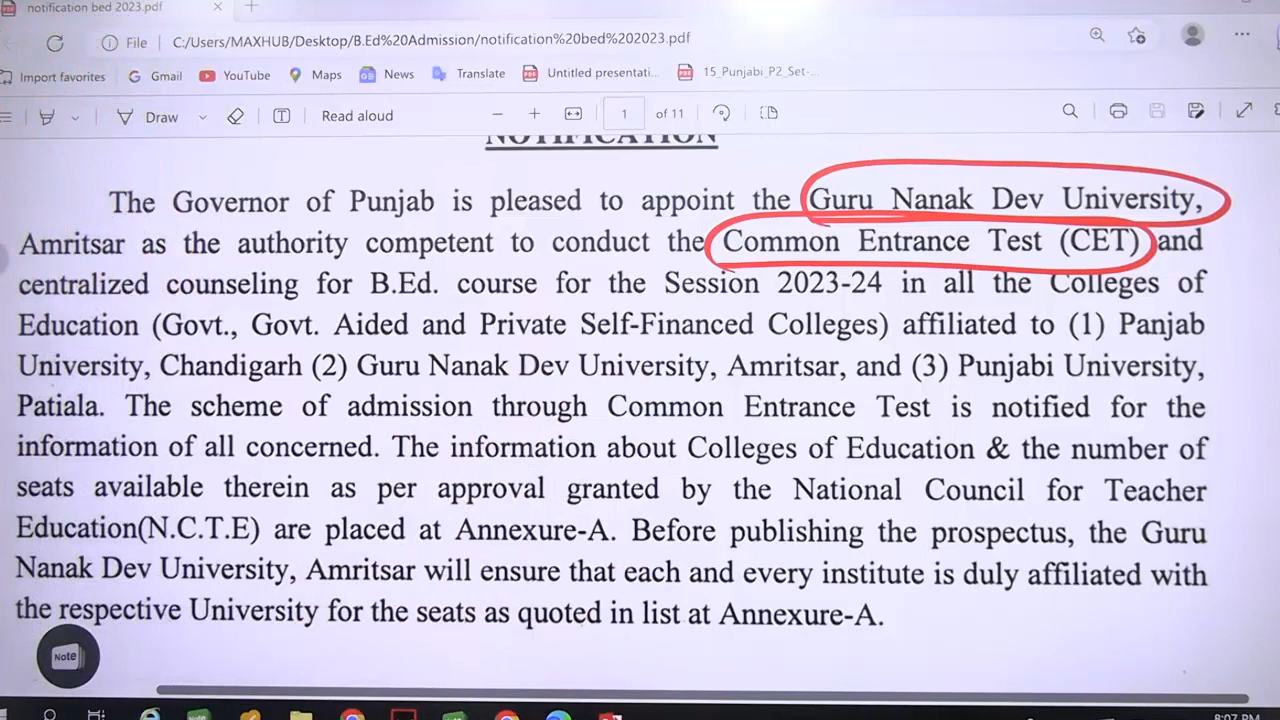 notification bed 2023.pdf
File C:/Users/MAXHUB/Desktop/B.Ed%20Admission/notification%20bed%202023.pdf
Import favorites Gmail YouTube Maps News Translate Untitled presentati... 15_Punjabi_P2_Set-...
Draw Read aloud 1 of 11
NOTIFICATION
The Governor of Punjab is pleased to appoint the Guru Nanak Dev University,
Amritsar as the authority competent to conduct the Common Entrance Test (CET) and
centralized counseling for B.Ed. course for the Session 2023-24 in all the Colleges of
Education (Govt., Govt. Aided and Private Self-Financed Colleges) affiliated to (1) Panjab
University, Chandigarh (2) Guru Nanak Dev University, Amritsar, and (3) Punjabi University,
Patiala. The scheme of admission through Common Entrance Test is notified for the
information of all concerned. The information about Colleges of Education & the number of
seats available therein as per approval granted by the National Council for Teacher
Education(N.C.T.E) are placed at Annexure-A. Before publishing the prospectus, the Guru
Nanak Dev University, Amritsar will ensure that each and every institute is duly affiliated with
the respective University for the seats as quoted in list at Annexure-A.
Note
8:07 PM